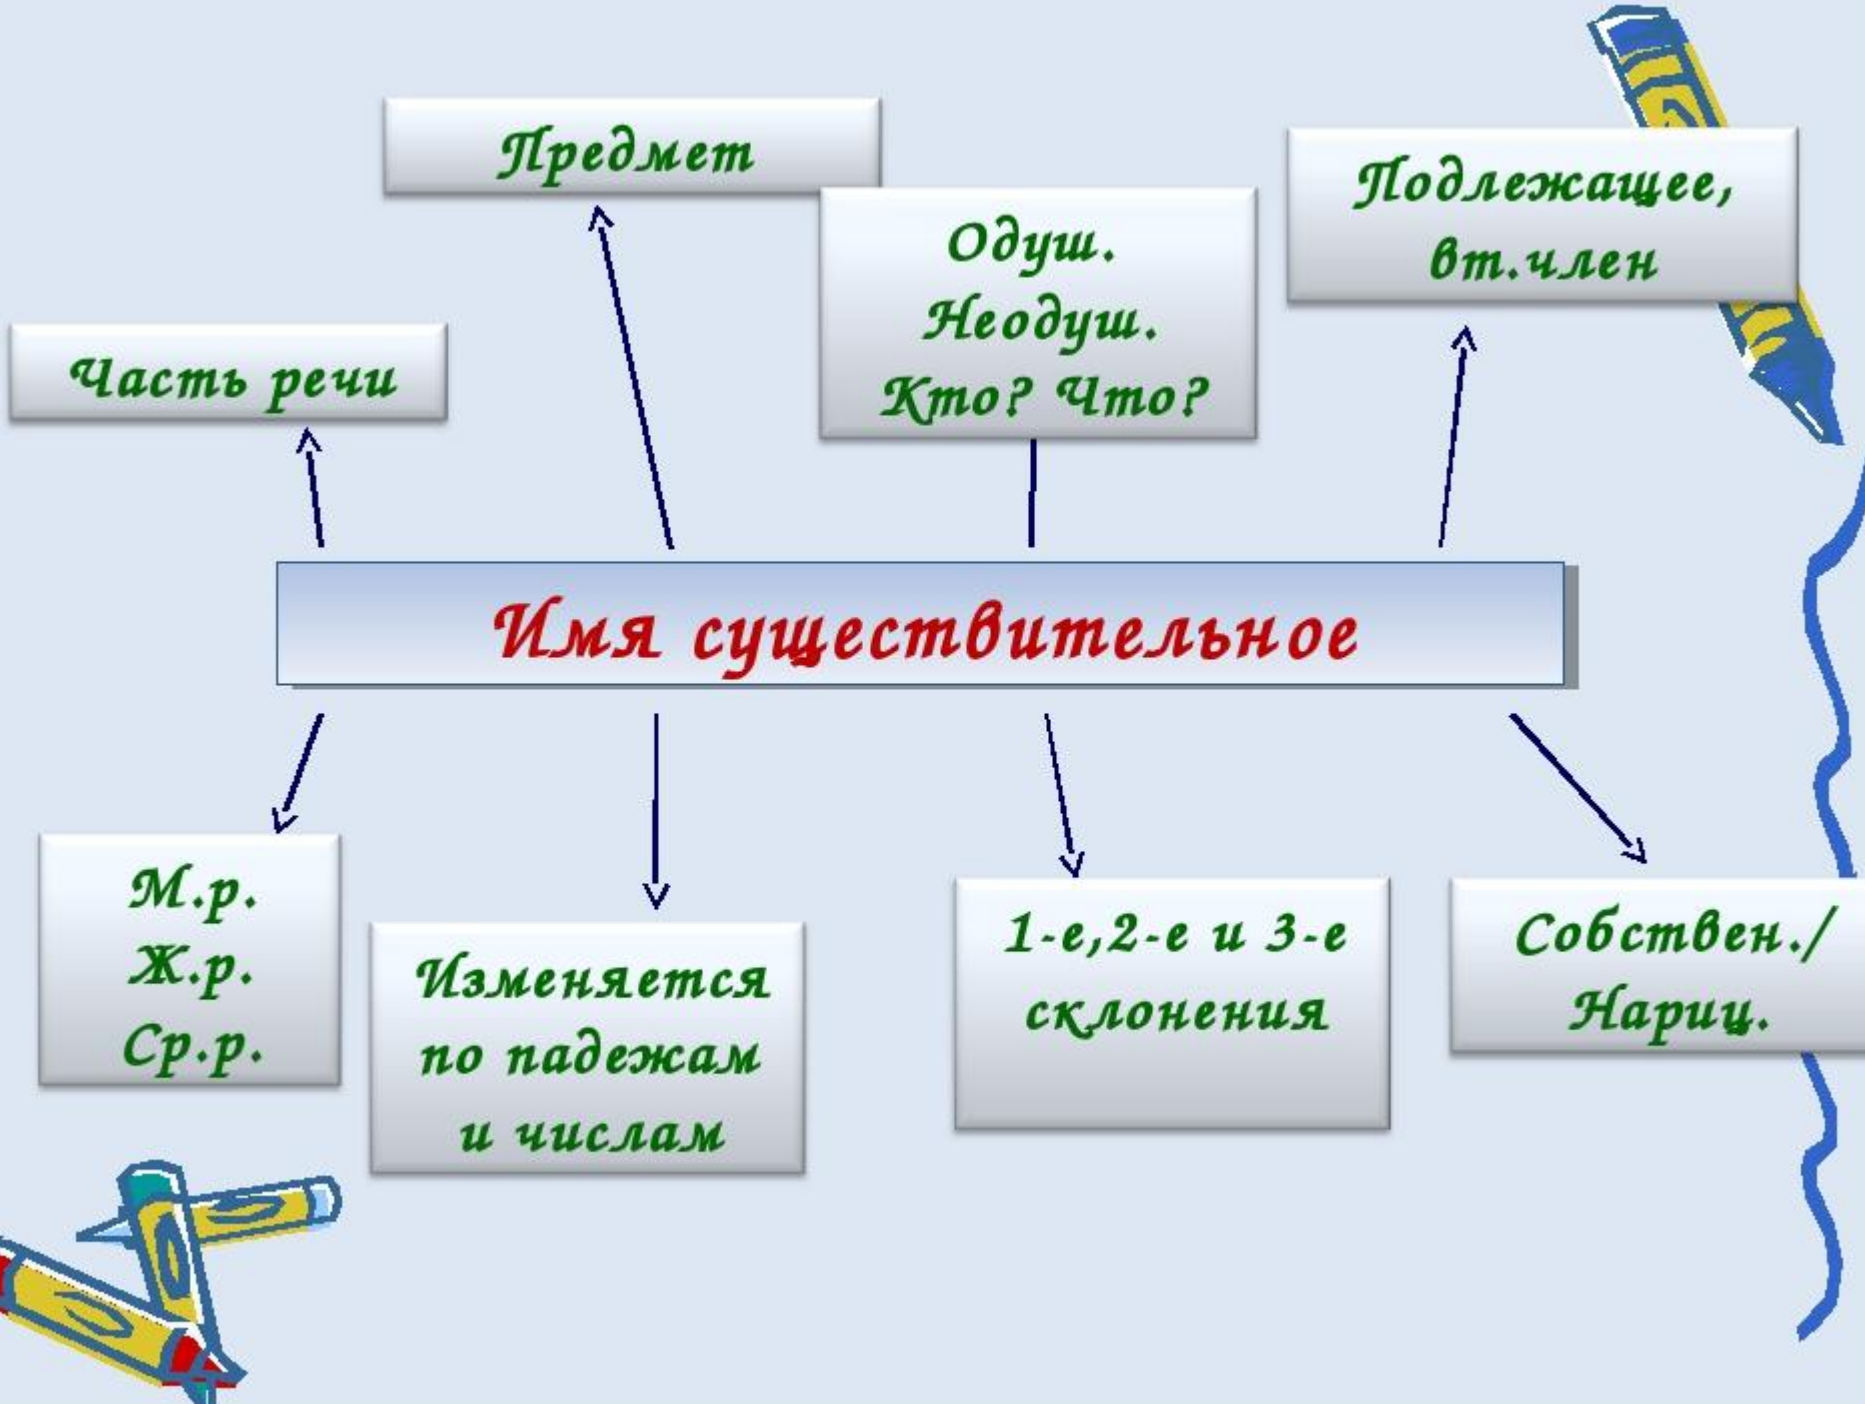 Предмет
Одуш.
Неодуш.
Кто? Что?
Подлежащее,
вт.член
Часть речи
Имя существительное
М.р.
Ж.р.
Ср.р.
Изменяется
по падежам
и числам
1-е,2-е и 3-е
склонения
Собствен./
Нариц.